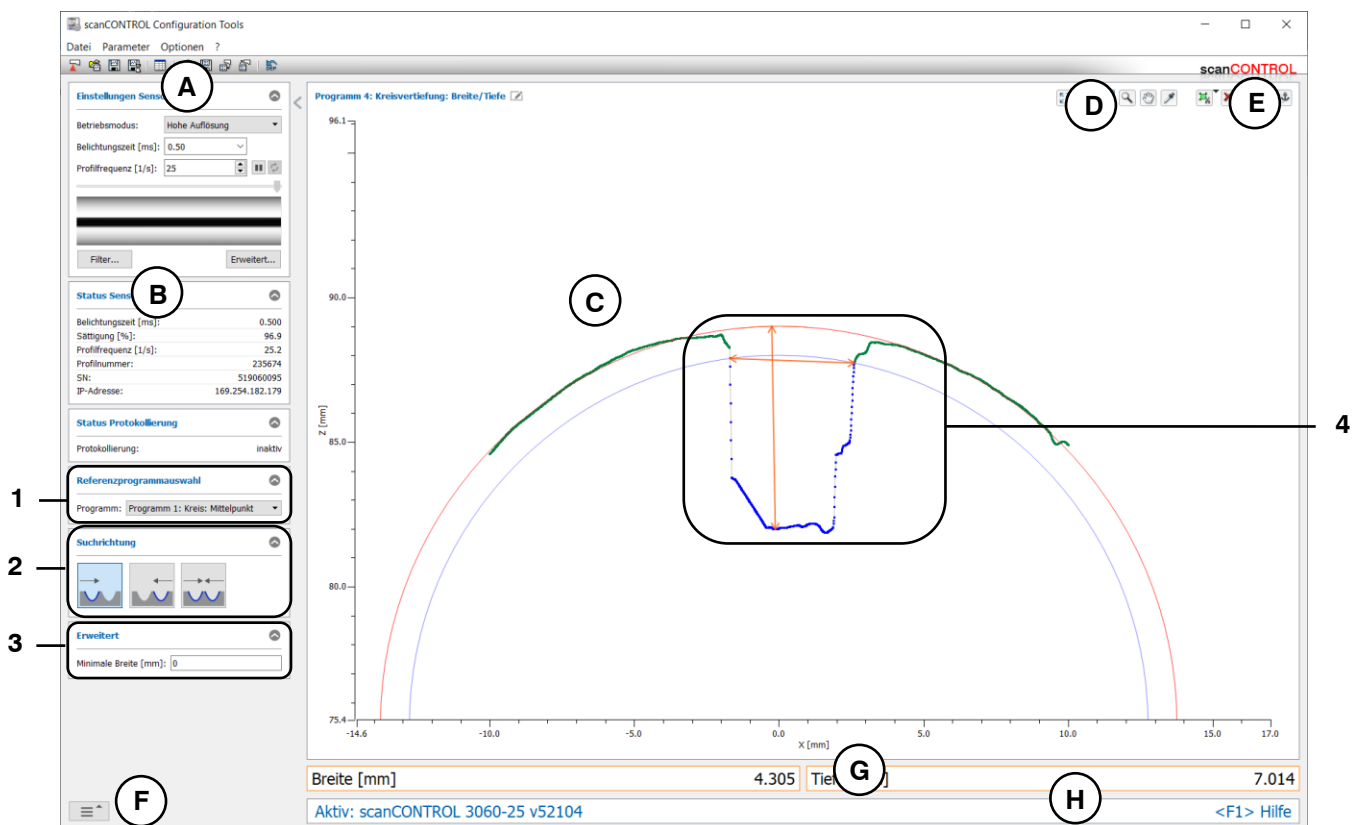 scanCONTROL Configuration Tools
Datei Parameter Optionen ?
scanCONTROL
A
Einstellungen
Betriebsmodus: Hohe Auflösung
Belichtungszeit [ms]: 0.50
Profilfrequenz [1/s]: 25
Filter... Erweitert...
B
Status
Belichtungszeit [ms]: 0.500
Sättigung [%]: 96.9
Profilfrequenz [1/s]: 25.2
Profilnummer: 235674
SN: 519060095
IP-Adresse: 169.254.182.179
Status Protokollierung
Protokollierung: inaktiv
1
Referenzprogrammauswahl
Programm: Programm 1: Kreis: Mittelpunkt
2
Suchrichtung
3
Erweitert
Minimale Breite [mm]: 0
F
Programm 4: Kreisvertiefung: Breite/Tiefe
D
E
C
4
96.1
90.0
85.0
80.0
75.4
Z [mm]
-14.6 -10.0 -5.0 0.0 5.0 10.0 15.0 17.0
X [mm]
G
Breite [mm] 4.305
7.014
H
Aktiv: scanCONTROL 3060-25 v52104 <F1> Hilfe